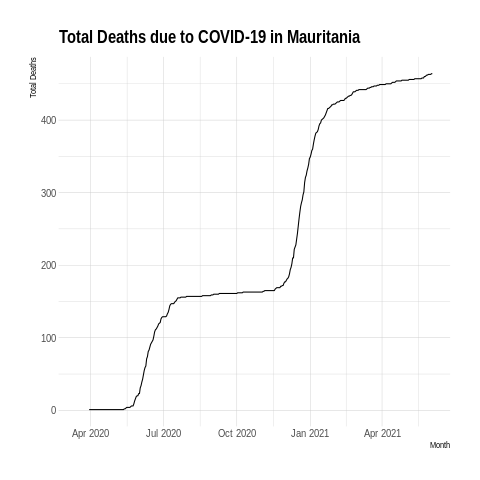 Total Deaths due to COVID-19 in Mauritania
Total Deaths
400
300
200
100
0
Apr 2020 Jul 2020 Oct 2020 Jan 2021 Apr 2021
Month